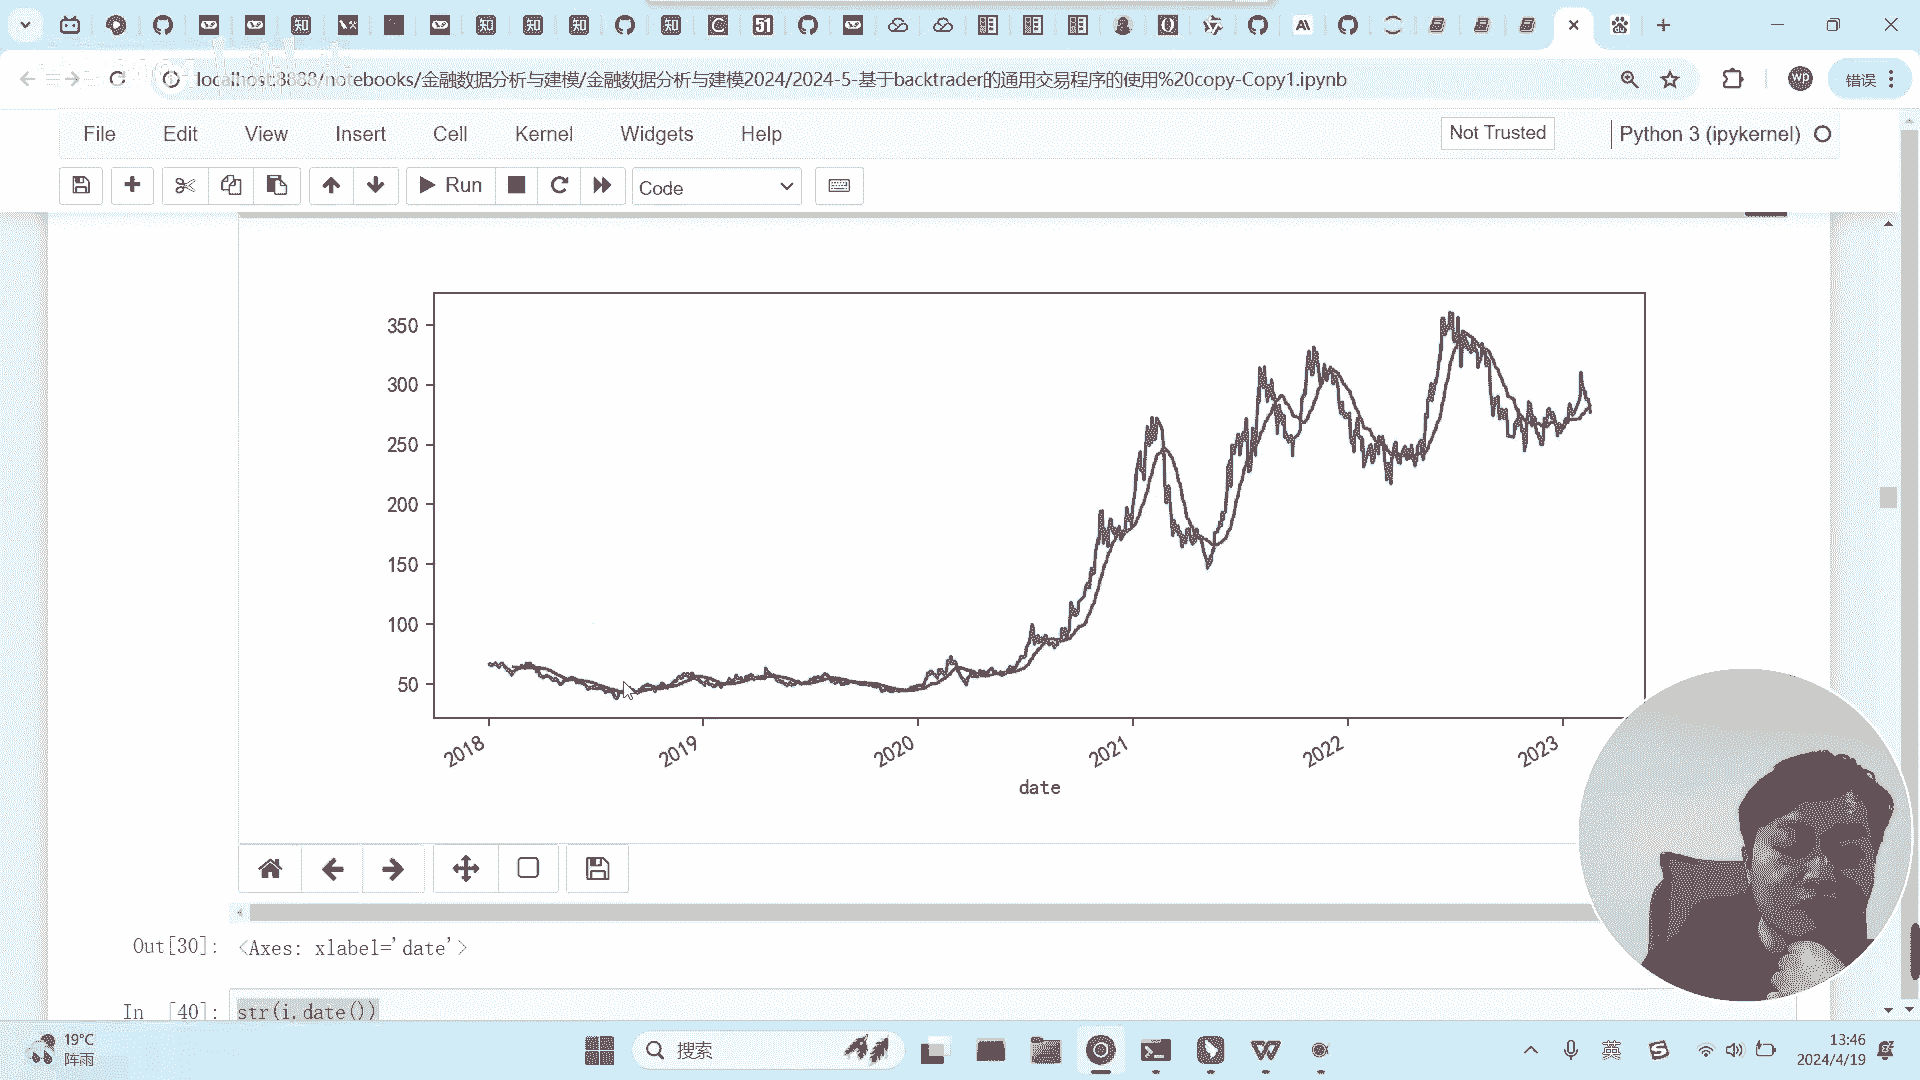 localhost:8888/notebooks/金融数据分析与建模/金融数据分析与建模2024/2024-5-基于backtrader的通用交易程序的使用%20copy-Copy1.ipynb
错误
File Edit View Insert Cell Kernel Widgets Help
Not Trusted
Python 3 (ipykernel)
Run
Code
350
300
250
200
150
100
50
2018 2019 2020 2021 2022 2023
date
Out[30]: <Axes: xlabel='date'>
In [40]: str(i.date())
19°C
阵雨
搜索
英
13:46
2024/4/19